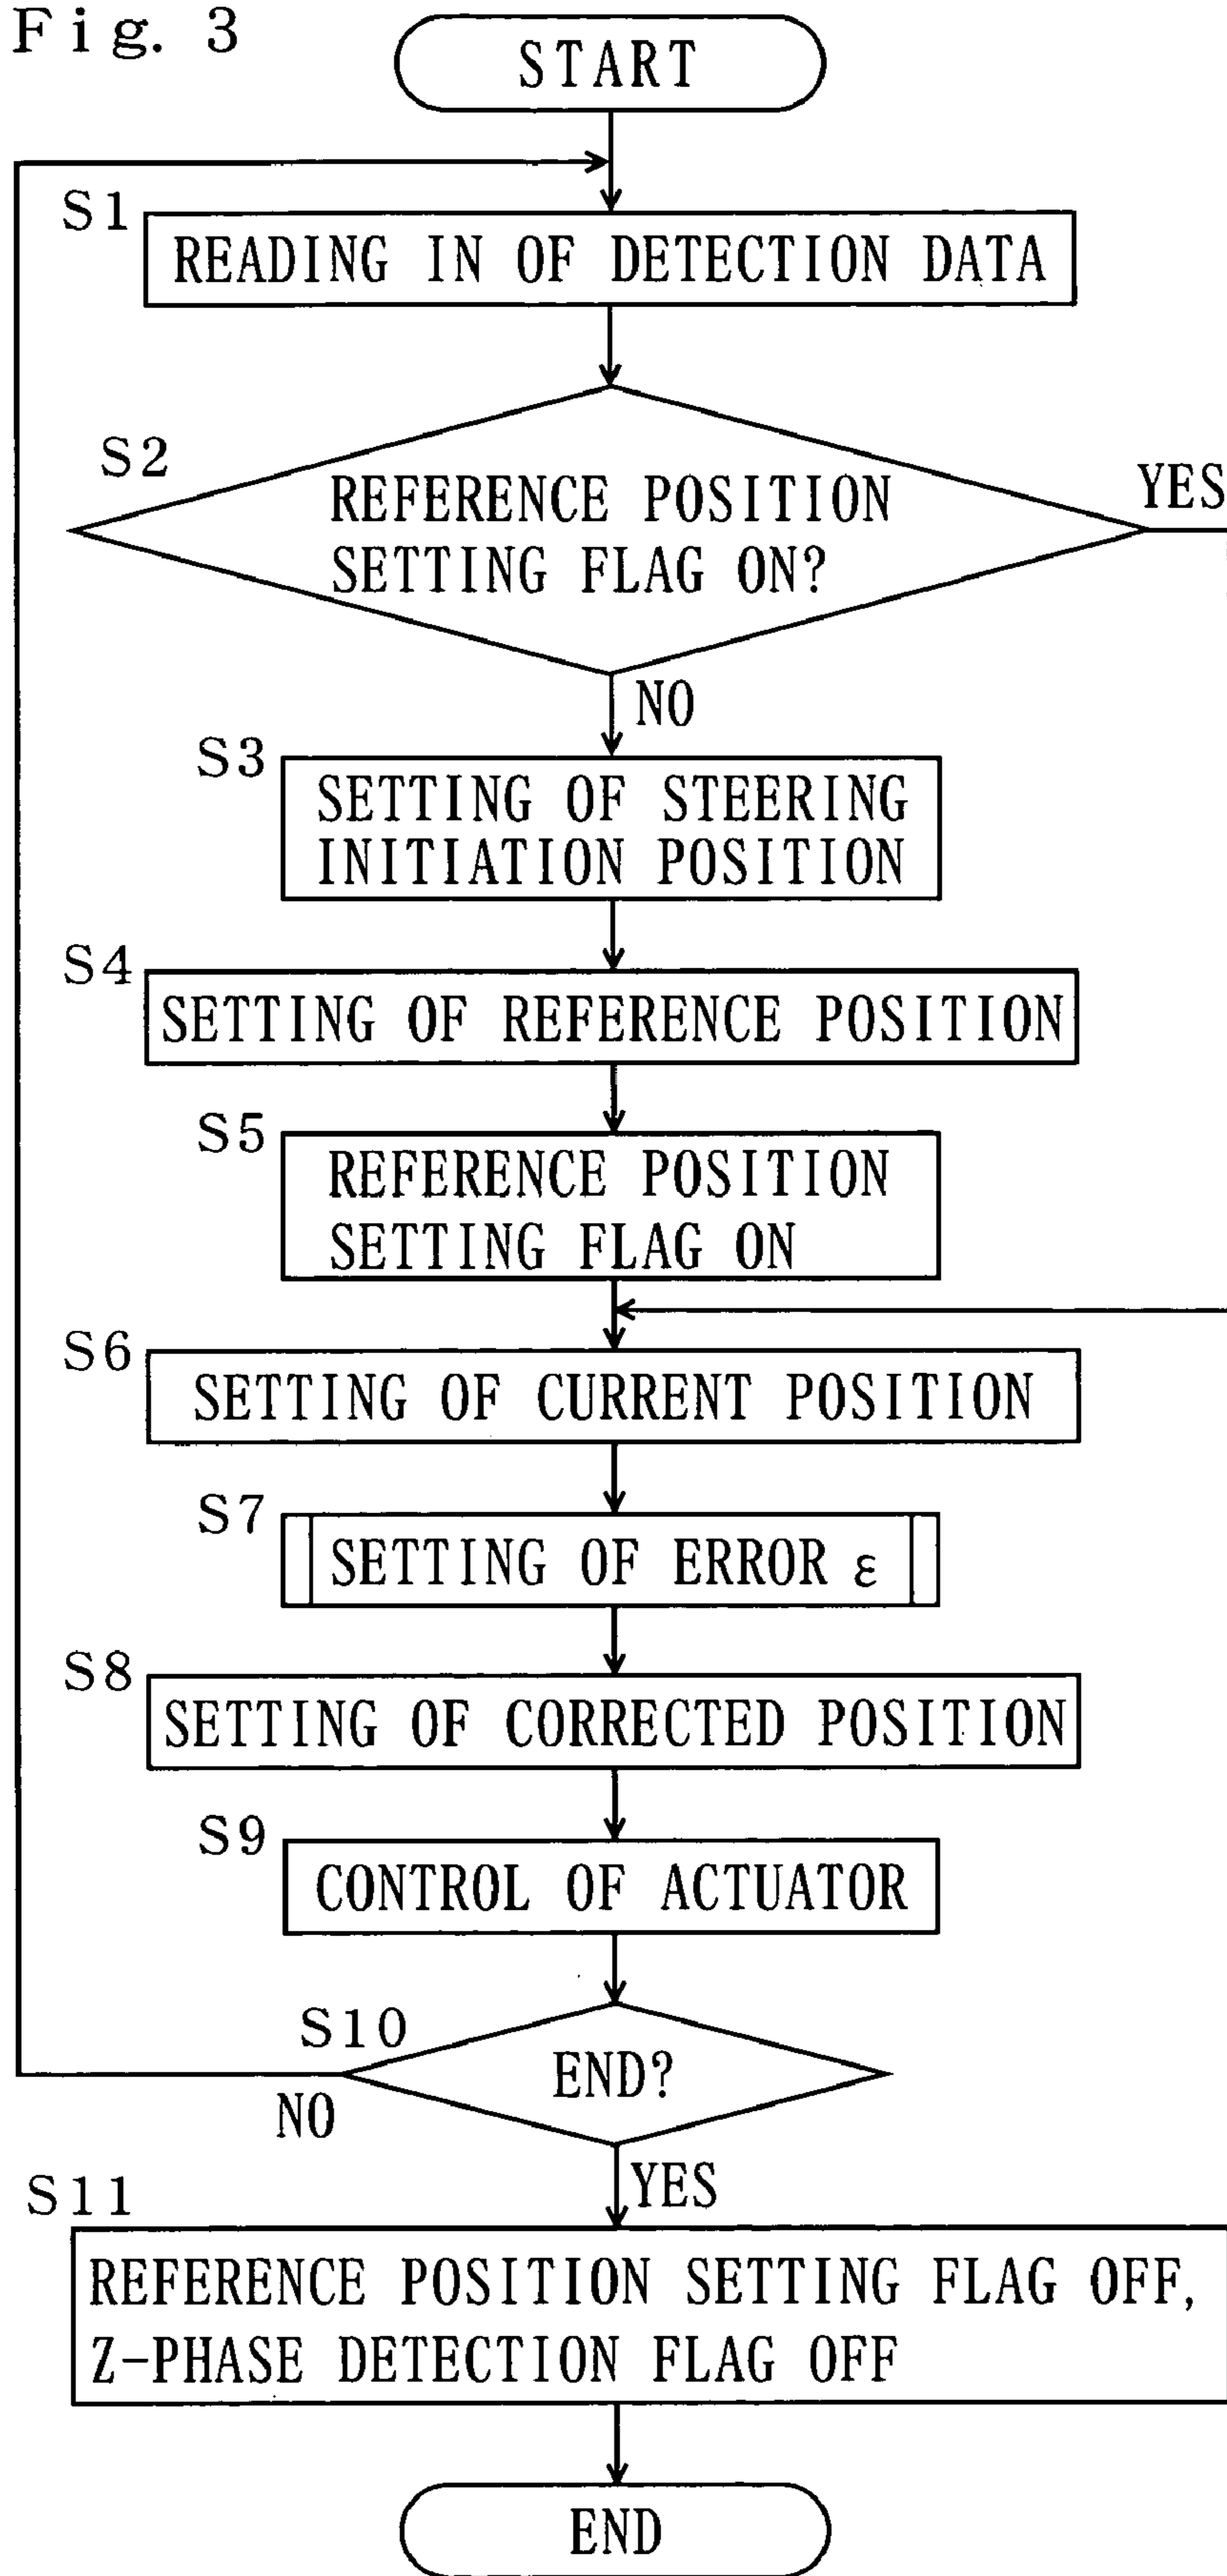 Fig. 3
START
S1
READING IN OF DETECTION DATA
S2
REFERENCE POSITION
SETTING FLAG ON?
YES
NO
S3
SETTING OF STEERING
INITIATION POSITION
S4
SETTING OF REFERENCE POSITION
S5
REFERENCE POSITION
SETTING FLAG ON
S6
SETTING OF CURRENT POSITION
S7
SETTING OF ERROR ε
S8
SETTING OF CORRECTED POSITION
S9
CONTROL OF ACTUATOR
S10
END?
NO
YES
S11
REFERENCE POSITION SETTING FLAG OFF,
Z-PHASE DETECTION FLAG OFF
END